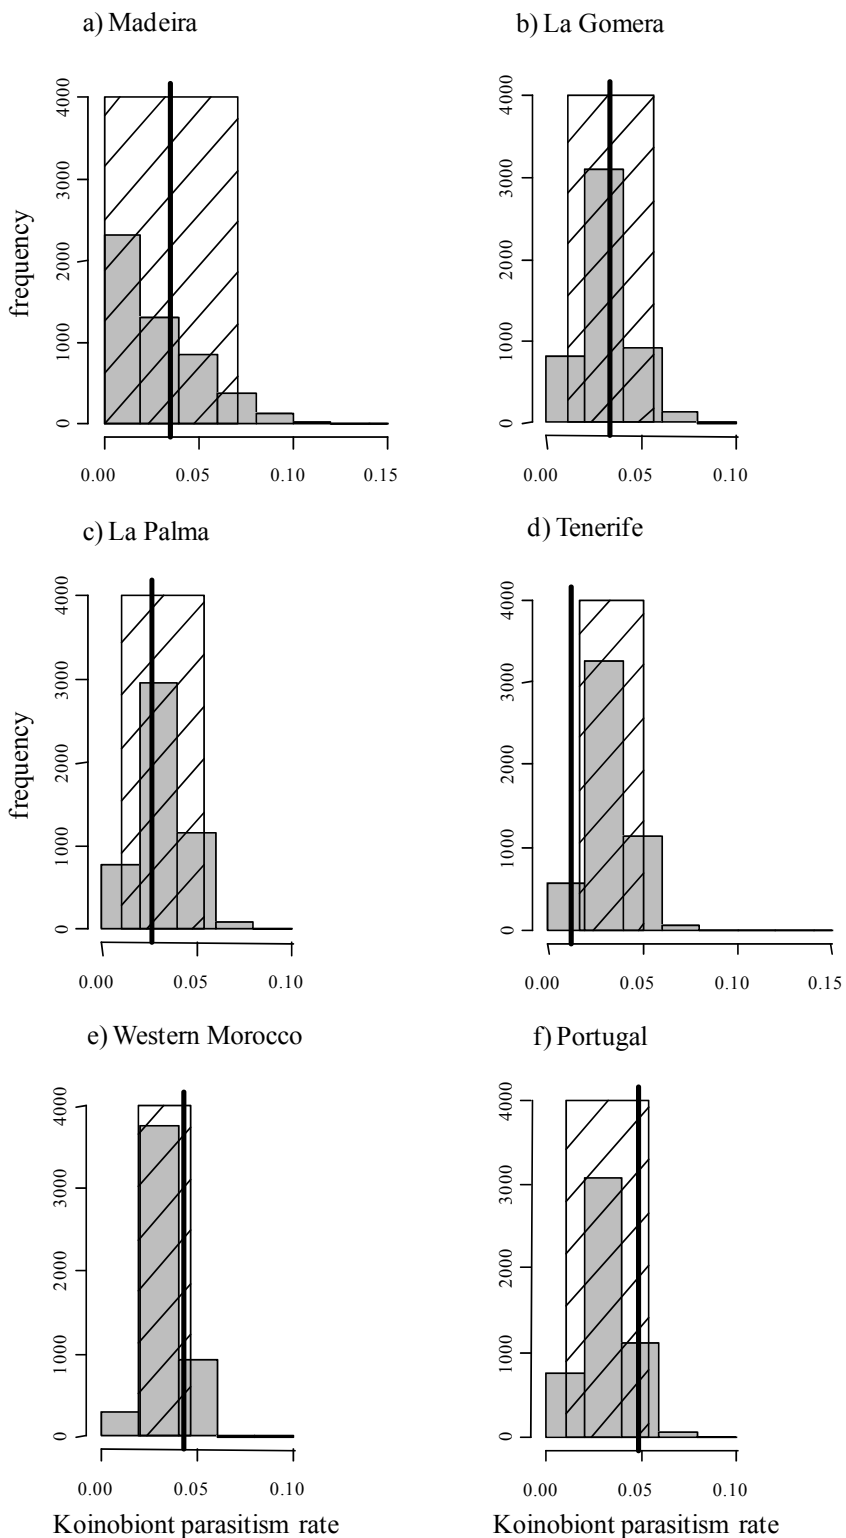 a) Madeira
b) La Gomera
frequency
4000
3000
2000
1000
0
0.00 0.05 0.10 0.15
4000
3000
2000
1000
0
0.00 0.05 0.10
c) La Palma
d) Tenerife
frequency
4000
3000
2000
1000
0
0.00 0.05 0.10
4000
3000
2000
1000
0
0.00 0.05 0.10 0.15
e) Western Morocco
f) Portugal
4000
3000
2000
1000
0
0.00 0.05 0.10
4000
3000
2000
1000
0
0.00 0.05 0.10
Koinobiont parasitism rate
Koinobiont parasitism rate